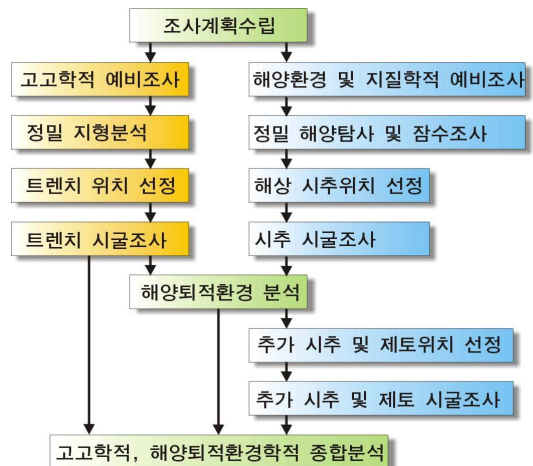 조사계획수립
고고학적 예비조사
해양환경 및 지질학적 예비조사
정밀 지형분석
정밀 해양탐사 및 잠수조사
트렌치 위치 선정
해상 시추위치 선정
트렌치 시굴조사
시추 시굴조사
해양퇴적환경 분석
추가 시추 및 제토위치 선정
추가 시추 및 제토 시굴조사
고고학적, 해양퇴적환경학적 종합분석